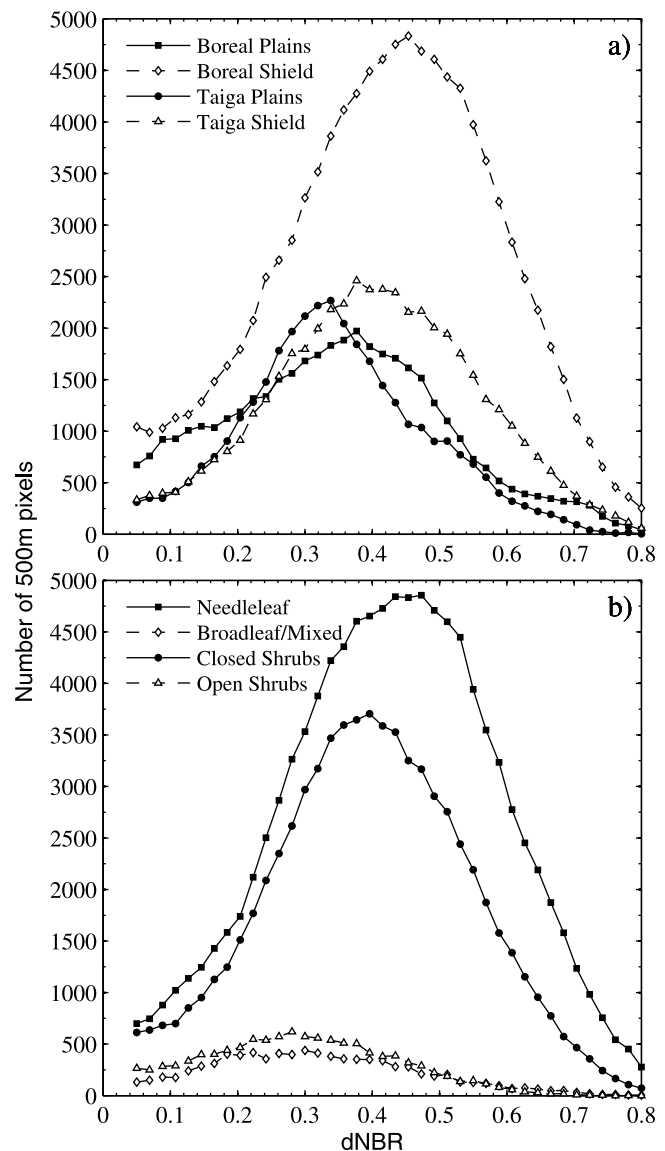 5000
4500
4000
3500
3000
2500
2000
1500
1000
500
0
Boreal Plains
Boreal Shield
Taiga Plains
Taiga Shield
a)
0 0.1 0.2 0.3 0.4 0.5 0.6 0.7 0.8
Number of 500m pixels
5000
4500
4000
3500
3000
2500
2000
1500
1000
500
0
Needleleaf
Broadleaf/Mixed
Closed Shrubs
Open Shrubs
b)
0 0.1 0.2 0.3 0.4 0.5 0.6 0.7 0.8
dNBR